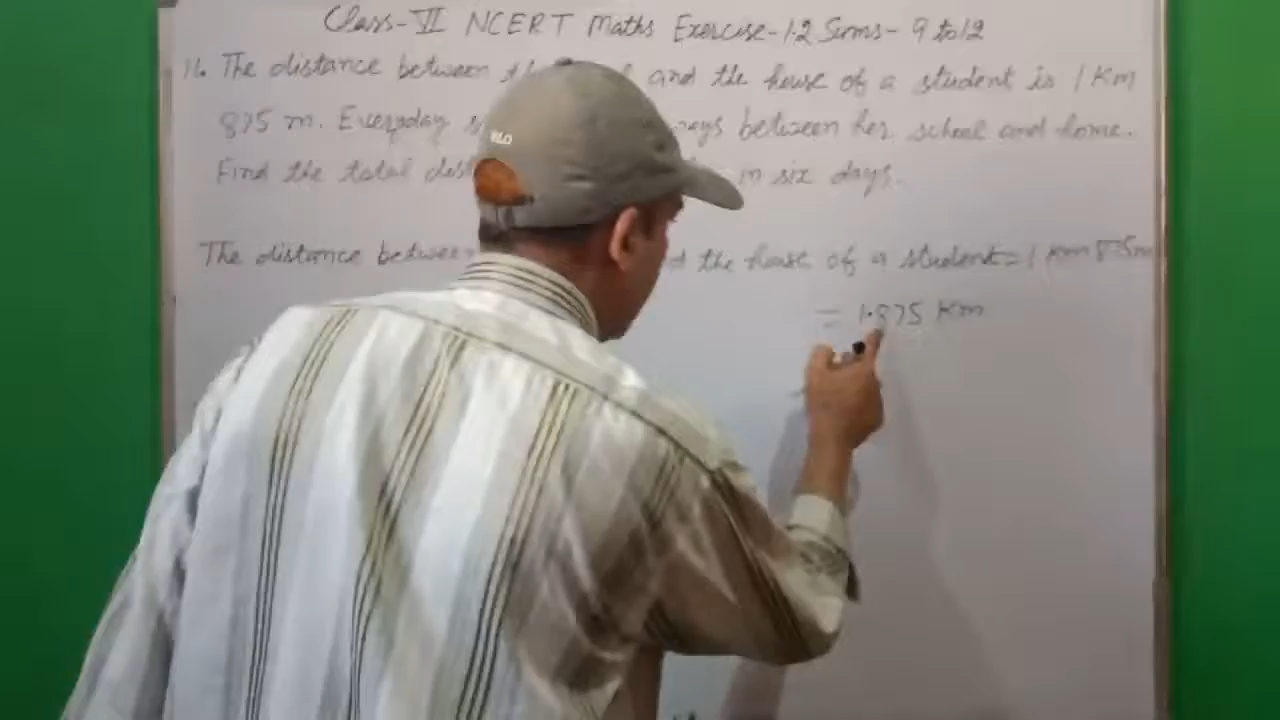 Class-VI NCERT Maths Exercise-1.2 Sums- 9 to 12
11. The distance between and the house of a student is 1 Km
875 m. Everyday between her school and home.
Find the total in six days.
The distance between the house of a student = 1 Km 875m
= 1.875 Km